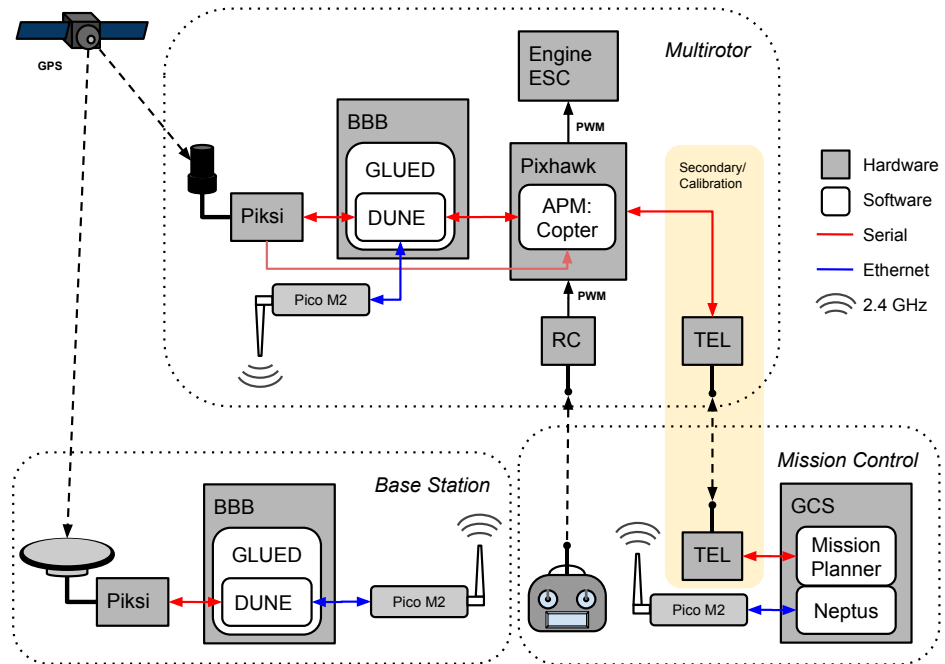 GPS
Multirotor
Engine
ESC
PWM
BBB
GLUED
DUNE
Piksi
Pixhawk
APM:
Copter
Secondary/
Calibration
Hardware
Software
Serial
Ethernet
2.4 GHz
Pico M2
PWM
RC
TEL
Base Station
BBB
GLUED
DUNE
Piksi
Pico M2
Mission Control
GCS
TEL
Mission
Planner
Pico M2
Neptus